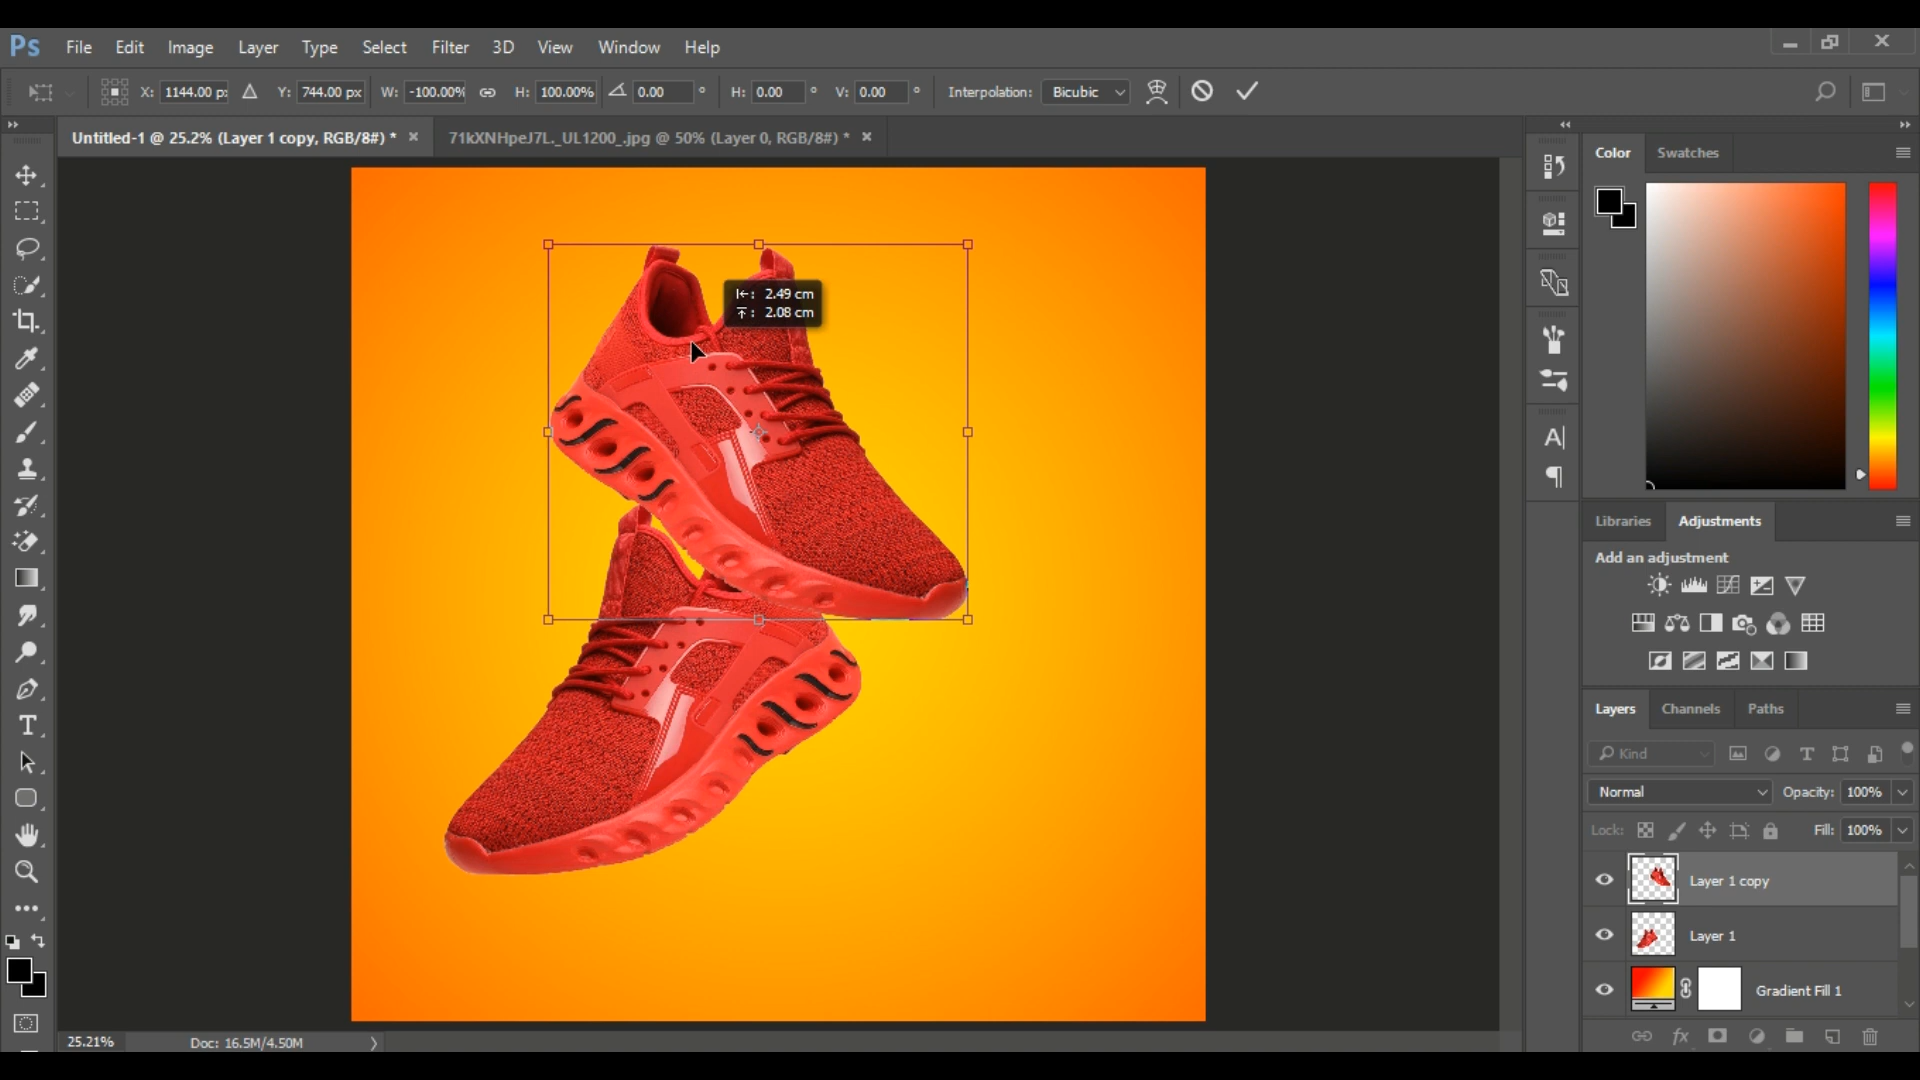 Ps File Edit Image Layer Type Select Filter 3D View Window Help
X: 1144.00 px Y: 744.00 px W: -100.00% H: 100.00% 0.00 ° H: 0.00 ° V: 0.00 ° Interpolation: Bicubic
Untitled-1 @ 25.2% (Layer 1 copy, RGB/8#) * × 71kXNHpeJ7L._UL1200_.jpg @ 50% (Layer 0, RGB/8#) * ×
Color Swatches
2.49 cm
2.08 cm
Libraries Adjustments
Add an adjustment
Layers Channels Paths
Kind
Normal Opacity: 100%
Lock: Fill: 100%
Layer 1 copy
Layer 1
Gradient Fill 1
fx
25.21% Doc: 16.5M/4.50M